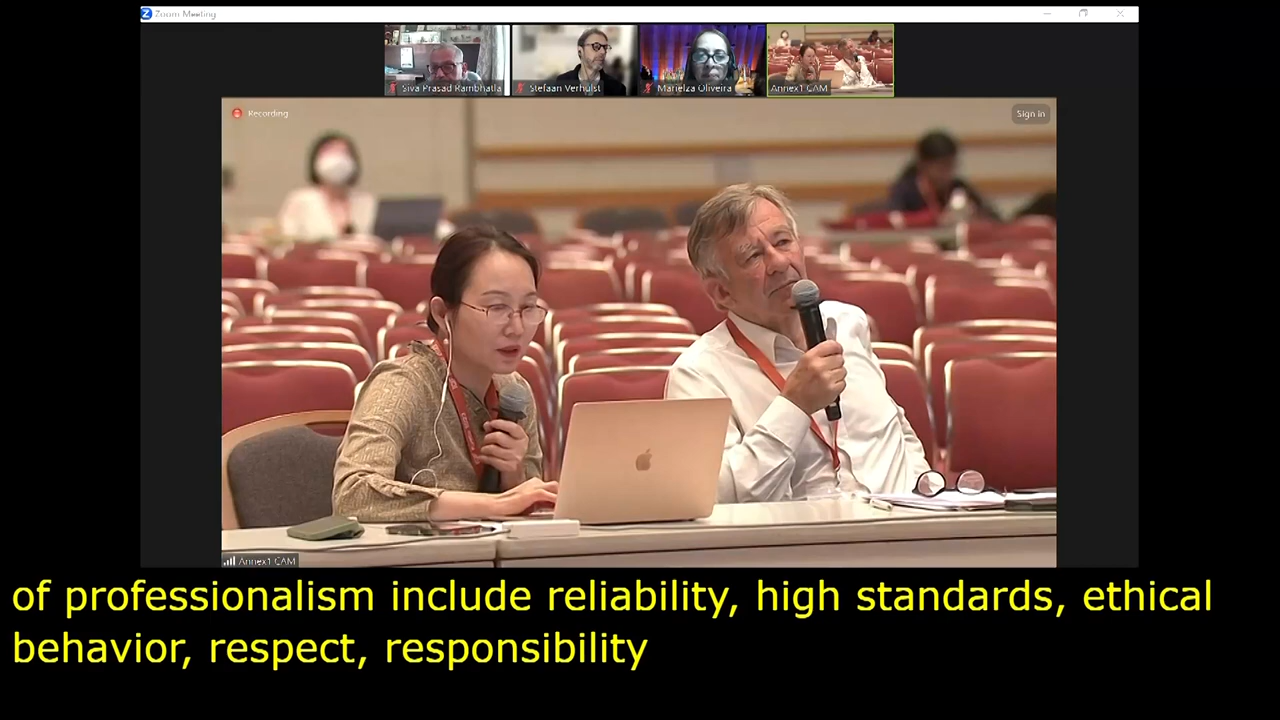 Zoom Meeting
Siva Prasad Rambhatla
Stefaan Verhulst
Marielza Oliveira
Annex1 CAM
Recording
Sign in
Annex1 CAM
of professionalism include reliability, high standards, ethical
behavior, respect, responsibility